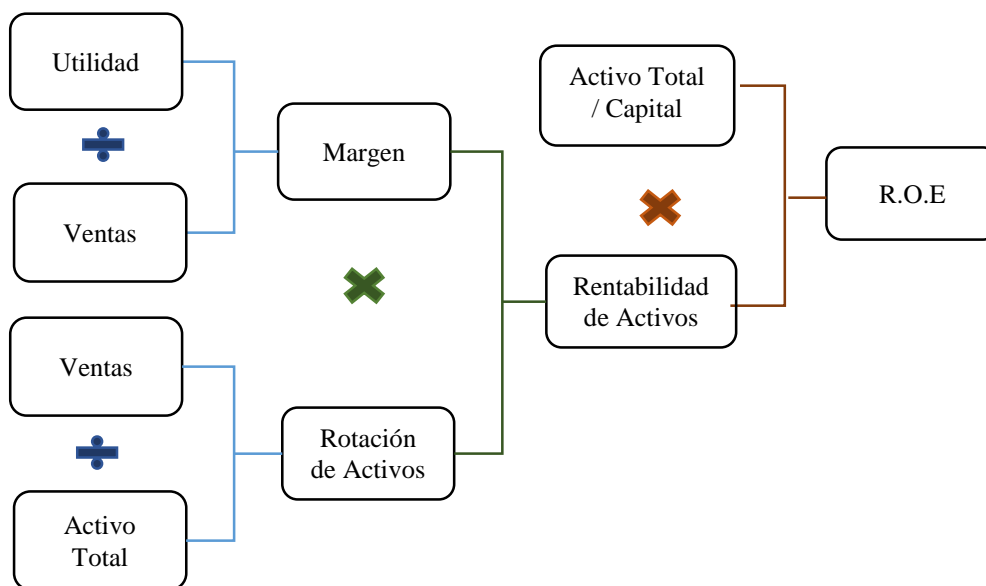 Utilidad
Ventas
Margen
Ventas
Activo
Total
Rotación
de Activos
Activo Total
/ Capital
Rentabilidad
de Activos
R.O.E